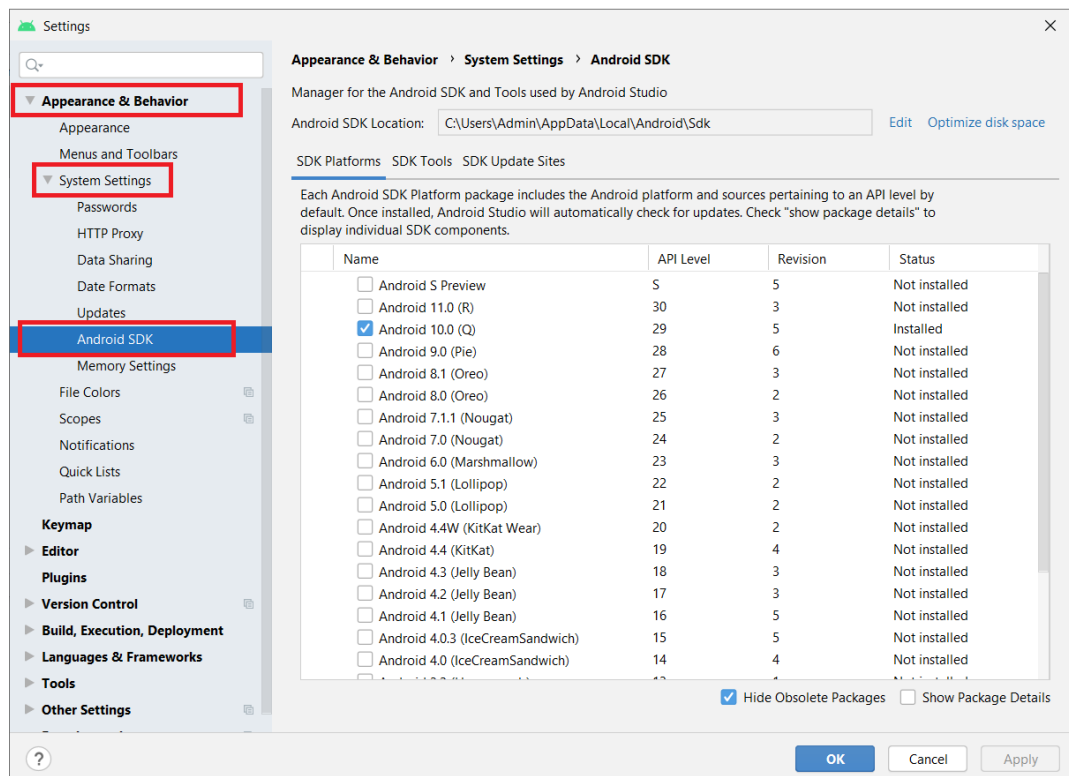 Settings
Appearance & Behavior
Appearance
Menus and Toolbars
System Settings
Passwords
HTTP Proxy
Data Sharing
Date Formats
Updates
Android SDK
Memory Settings
File Colors
Scopes
Notifications
Quick Lists
Path Variables
Keymap
Editor
Plugins
Version Control
Build, Execution, Deployment
Languages & Frameworks
Tools
Other Settings
Appearance & Behavior › System Settings › Android SDK
Manager for the Android SDK and Tools used by Android Studio
Android SDK Location: C:\Users\Admin\AppData\Local\Android\Sdk Edit Optimize disk space
SDK Platforms SDK Tools SDK Update Sites
Each Android SDK Platform package includes the Android platform and sources pertaining to an API level by
default. Once installed, Android Studio will automatically check for updates. Check "show package details" to
display individual SDK components.
Name API Level Revision Status
Android S Preview S 5 Not installed
Android 11.0 (R) 30 3 Not installed
Android 10.0 (Q) 29 5 Installed
Android 9.0 (Pie) 28 6 Not installed
Android 8.1 (Oreo) 27 3 Not installed
Android 8.0 (Oreo) 26 2 Not installed
Android 7.1.1 (Nougat) 25 3 Not installed
Android 7.0 (Nougat) 24 2 Not installed
Android 6.0 (Marshmallow) 23 3 Not installed
Android 5.1 (Lollipop) 22 2 Not installed
Android 5.0 (Lollipop) 21 2 Not installed
Android 4.4W (KitKat Wear) 20 2 Not installed
Android 4.4 (KitKat) 19 4 Not installed
Android 4.3 (Jelly Bean) 18 3 Not installed
Android 4.2 (Jelly Bean) 17 3 Not installed
Android 4.1 (Jelly Bean) 16 5 Not installed
Android 4.0.3 (IceCreamSandwich) 15 5 Not installed
Android 4.0 (IceCreamSandwich) 14 4 Not installed
Hide Obsolete Packages Show Package Details
? OK Cancel Apply